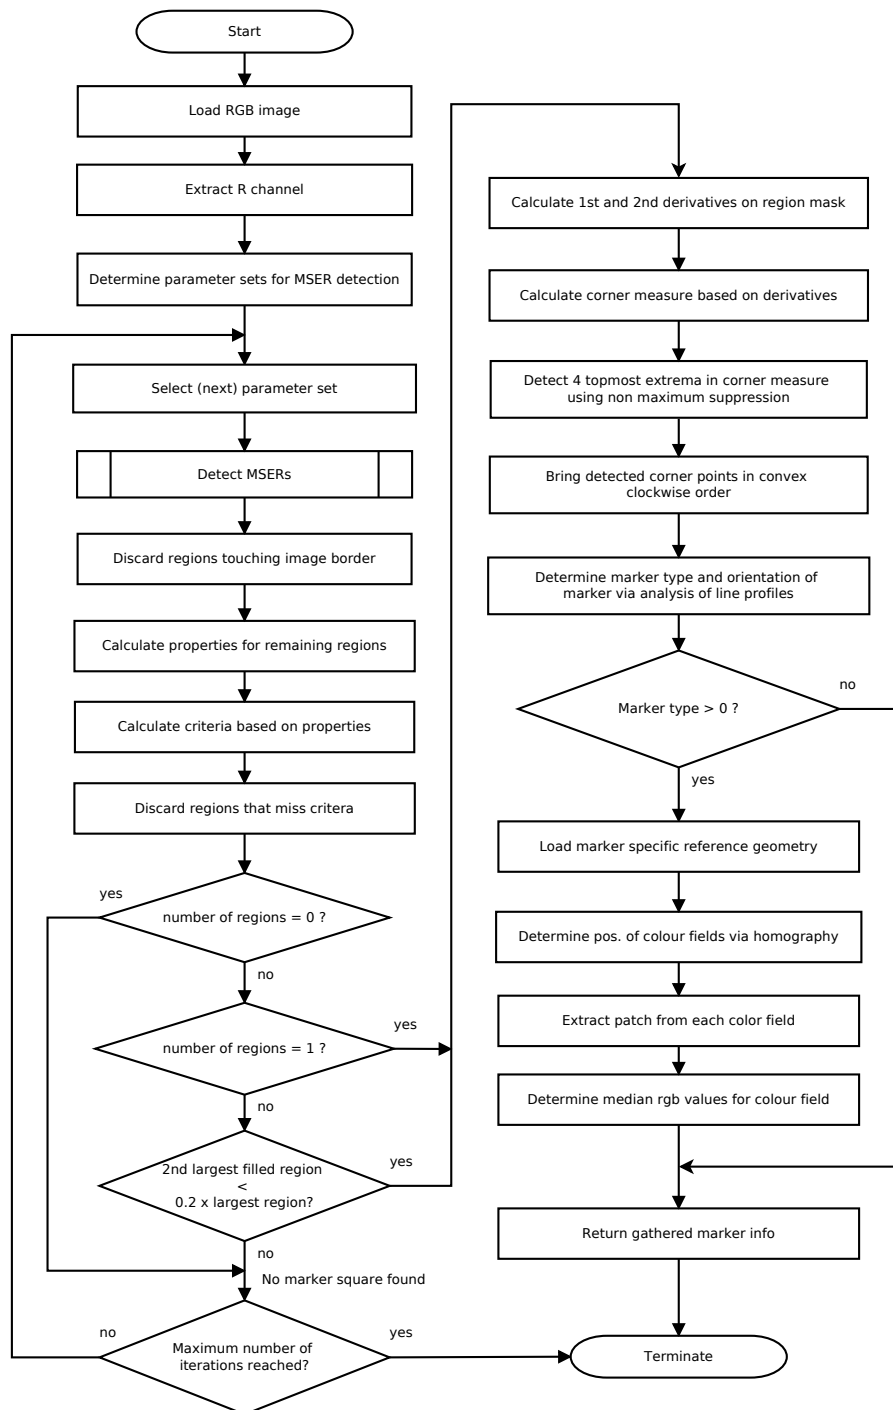 Start
Load RGB image
Extract R channel
Determine parameter sets for MSER detection
Select (next) parameter set
Detect MSERs
Discard regions touching image border
Calculate properties for remaining regions
Calculate criteria based on properties
Discard regions that miss critera
yes
number of regions = 0 ?
no
yes
number of regions = 1 ?
no
yes
2nd largest filled region
<
0.2 x largest region?
no
No marker square found
no
yes
Maximum number of
iterations reached?
Calculate 1st and 2nd derivatives on region mask
Calculate corner measure based on derivatives
Detect 4 topmost extrema in corner measure
using non maximum suppression
Bring detected corner points in convex
clockwise order
Determine marker type and orientation of
marker via analysis of line profiles
no
Marker type > 0 ?
yes
Load marker specific reference geometry
Determine pos. of colour fields via homography
Extract patch from each color field
Determine median rgb values for colour field
Return gathered marker info
Terminate